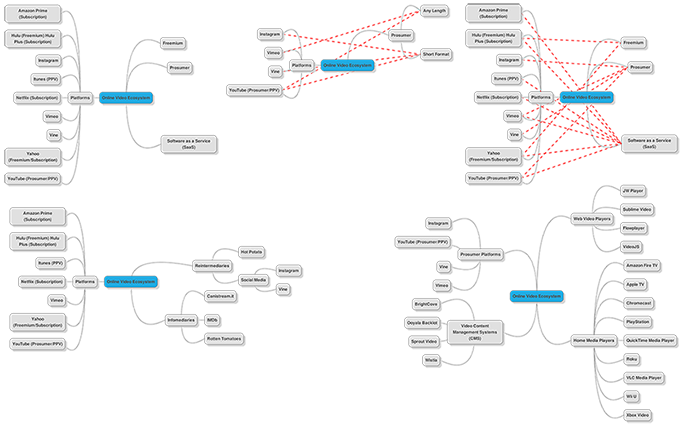 Amazon Prime
(Subscription)
Hulu (Freemium) Hulu
Plus (Subscription)
Instagram
Itunes (PPV)
Netflix (Subscription)
Vimeo
Vine
Yahoo
(Freemium/Subscription)
YouTube (Prosumer/PPV)
Platforms
Online Video Ecosystem
Freemium
Prosumer
Software as a Service
(SaaS)
Instagram
Vimeo
Vine
YouTube (Prosumer/PPV)
Platforms
Online Video Ecosystem
Prosumer
Any Length
Short Format
Amazon Prime
(Subscription)
Hulu (Freemium) Hulu
Plus (Subscription)
Instagram
Itunes (PPV)
Netflix (Subscription)
Vimeo
Vine
Yahoo
(Freemium/Subscription)
YouTube (Prosumer/PPV)
Platforms
Online Video Ecosystem
Freemium
Prosumer
Software as a Service
(SaaS)
Amazon Prime
(Subscription)
Hulu (Freemium) Hulu
Plus (Subscription)
Itunes (PPV)
Netflix (Subscription)
Vimeo
Yahoo
(Freemium/Subscription)
YouTube (Prosumer/PPV)
Platforms
Online Video Ecosystem
Reintermediaries
Hot Potato
Social Media
Instagram
Vine
Infomediaries
Canistream.it
IMDb
Rotten Tomatoes
Instagram
YouTube (Prosumer/PPV)
Vine
Vimeo
Prosumer Platforms
BrightCove
Ooyala Backlot
Sprout Video
Wistia
Video Content
Management Systems
(CMS)
Online Video Ecosystem
Web Video Players
JW Player
Sublime Video
Flowplayer
VideoJS
Home Media Players
Amazon Fire TV
Apple TV
Chromecast
PlayStation
QuickTime Media Player
Roku
VLC Media Player
Wii U
Xbox Video